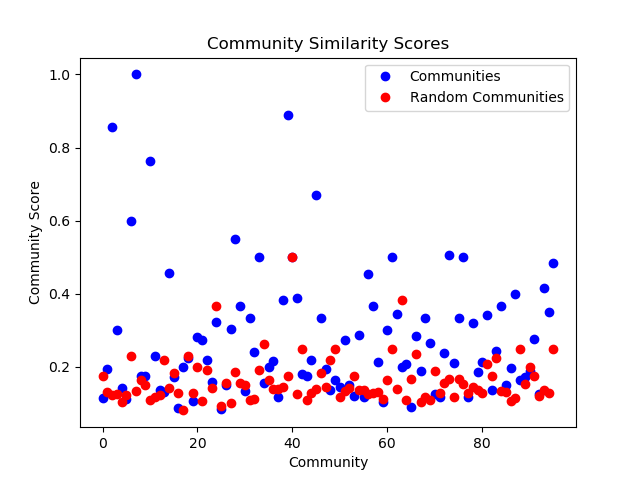 Community Similarity Scores
Communities
Random Communities
1.0
0.8
0.6
0.4
0.2
Community Score
0 20 40 60 80
Community